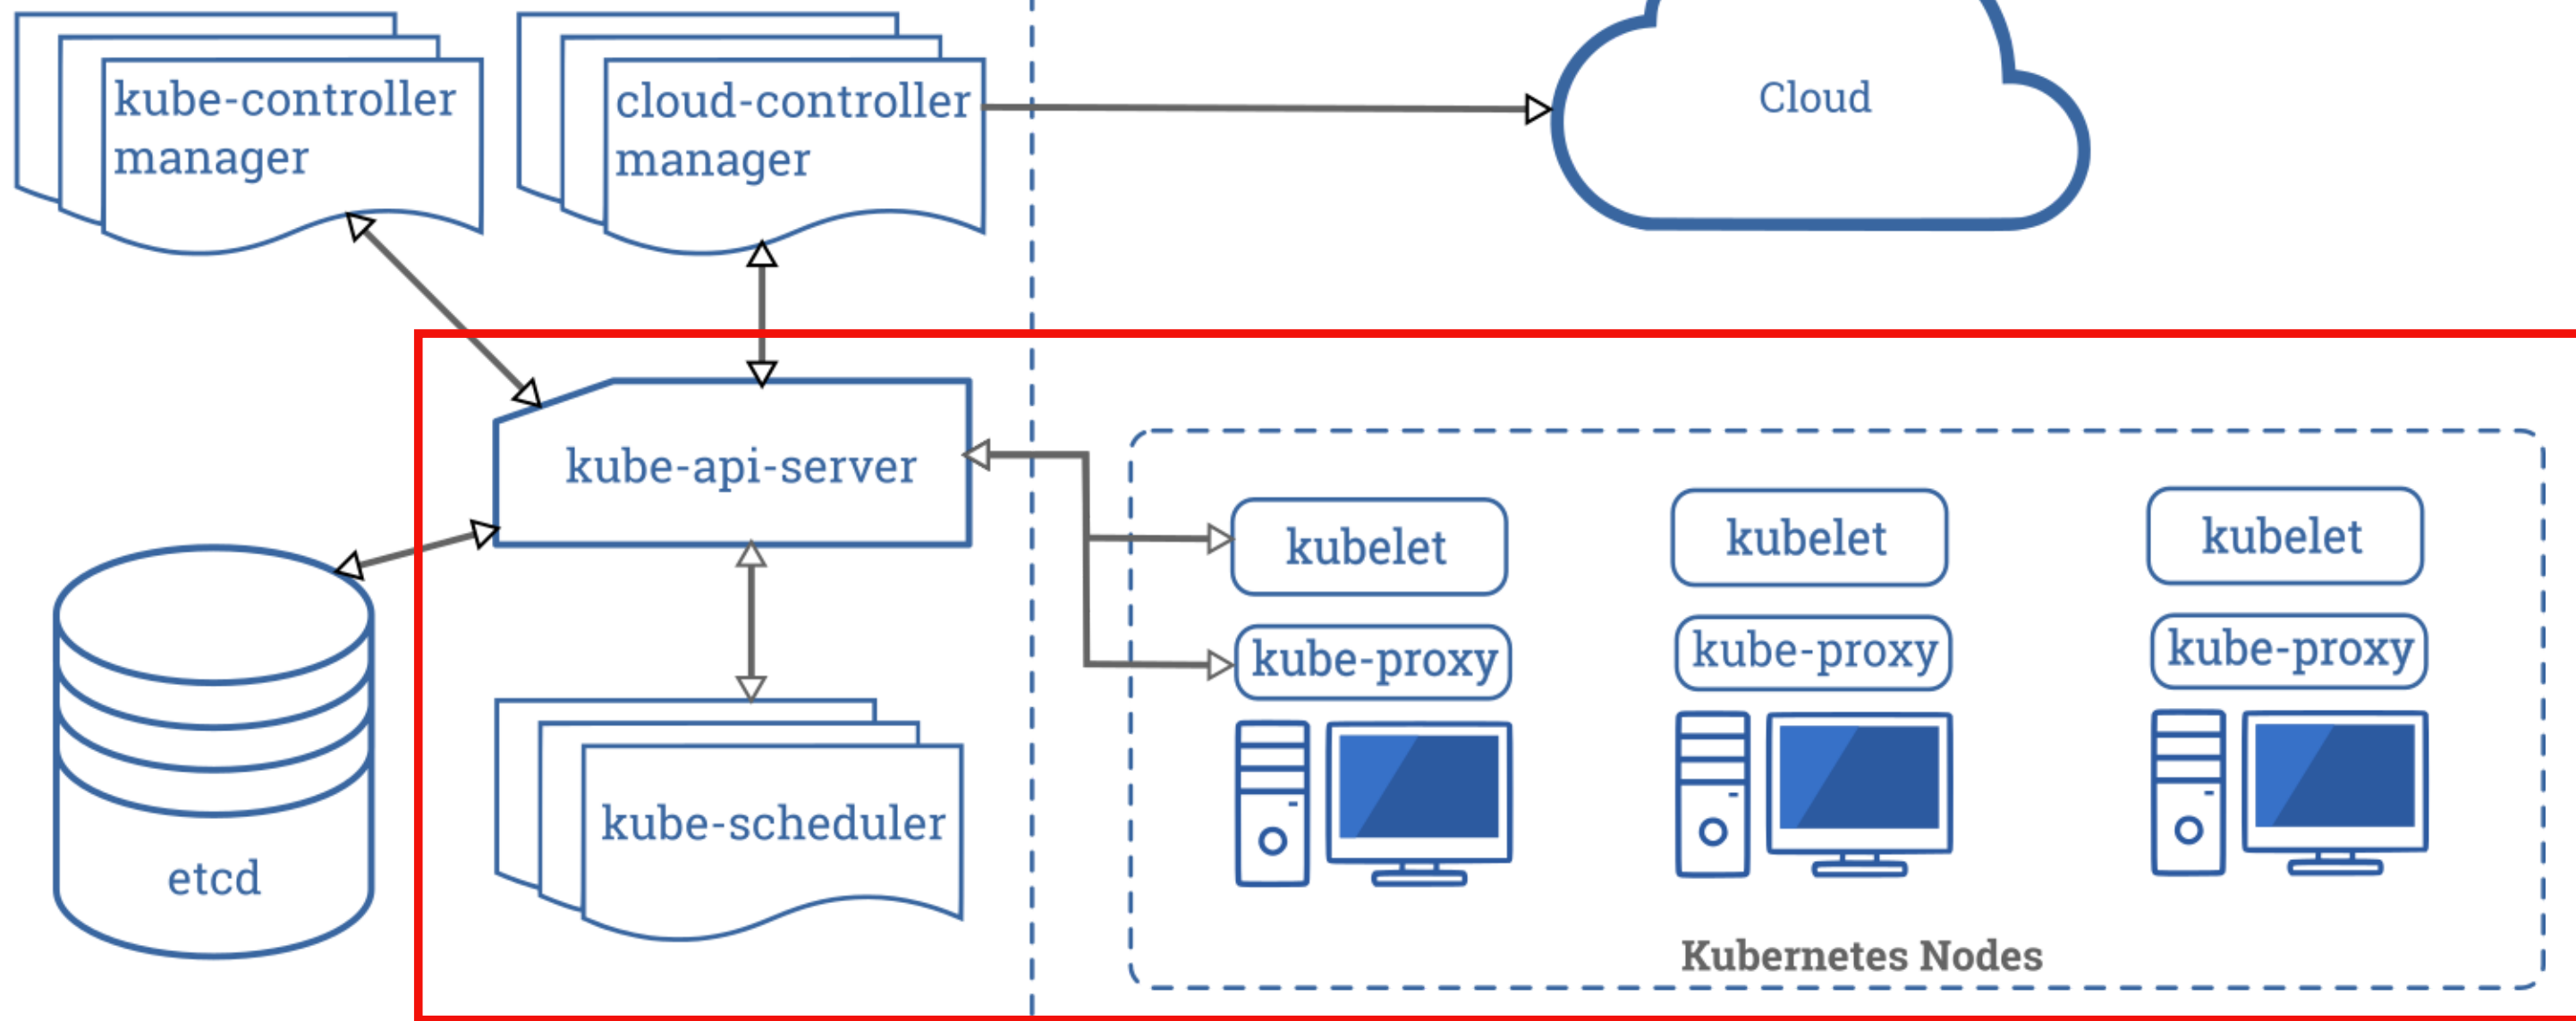 kube-controller
manager
cloud-controller
manager
Cloud
kube-api-server
kubelet
kubelet
kubelet
kube-proxy
kube-proxy
kube-proxy
kube-scheduler
etcd
Kubernetes Nodes